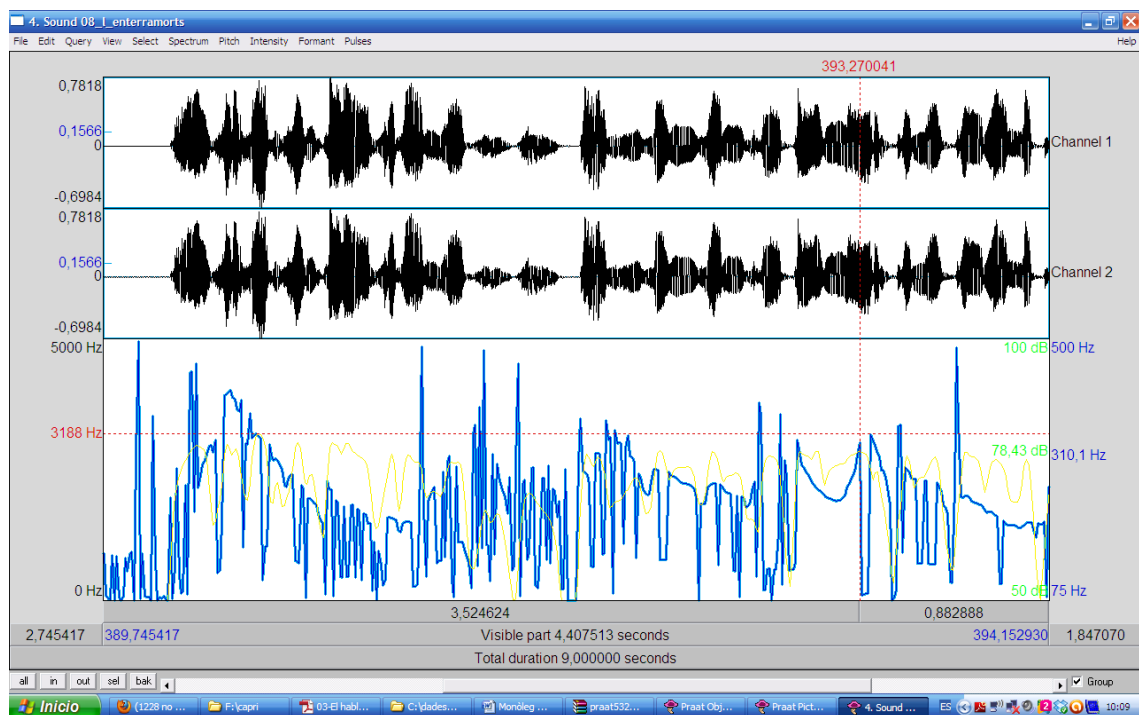 4. Sound 08_l_enterramorts
File Edit Query View Select Spectrum Pitch Intensity Formant Pulses Help
393,270041
0,7818
0,1566
0
-0,6984
Channel 1
0,7818
0,1566
0
-0,6984
Channel 2
5000 Hz
100 dB 500 Hz
3188 Hz
78,43 dB
310,1 Hz
0 Hz
50 dB 75 Hz
3,524624 0,882888
2,745417 389,745417 Visible part 4,407513 seconds 394,152930 1,847070
Total duration 9,000000 seconds
all in out sel bak Group
Inicio (1228 no ... F:\capri 03-El habl... C:\dades... Monòleg ... praat532... Praat Obj... Praat Pict... 4. Sound ... ES 10:09